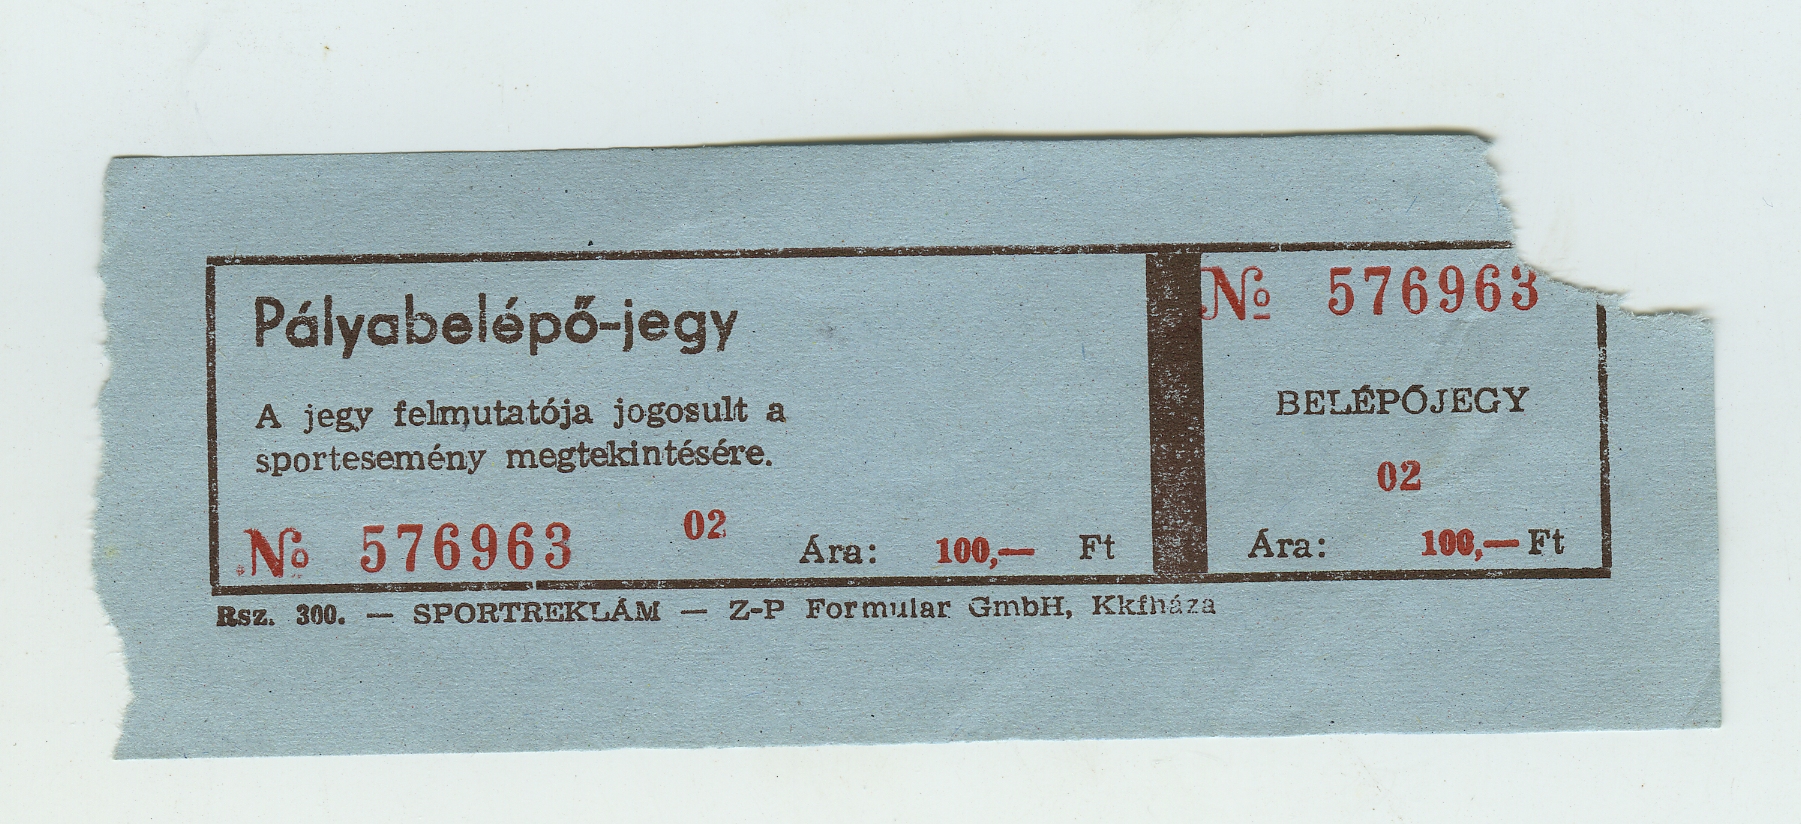 Pályabelépő-jegy
A jegy felmutatója jogosult a
sportesemény megtekintésére.
No 576963 02 Ára: 100,— Ft
No 576963
BELÉPŐJEGY
02
Ára: 100,— Ft
Rsz. 300. — SPORTREKLÁM — Z-P Formular GmbH, Kkfháza